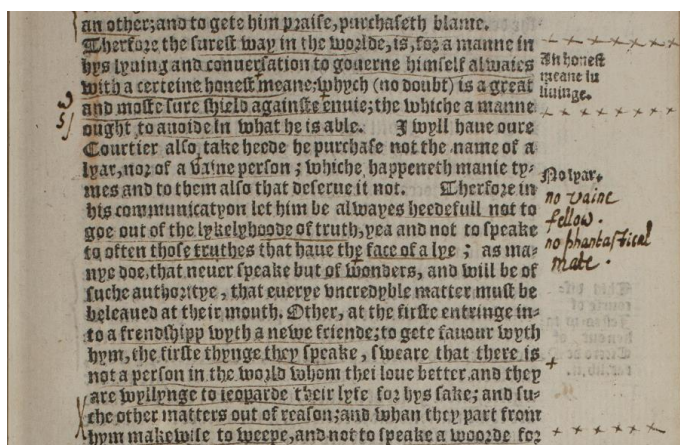 an other; and to gete him praise, purchaseth blame.
Therfore the surest way in the worlde, is, for a manne in
hys lyuing and conuersation to gouerne himself alwaies
with a certeine honest meane, whych (no doubt) is a great
and moste sure shield againste enuie; the whiche a manne
ought to auoide in what he is able. I wyll haue oure
Courtier also, take heede he purchase not the name of a
lyar, nor of a vaine person; whiche happeneth manie ty-
mes and to them also that deserue it not. Therfore in
his communicatyon let him be alwayes heedefull not to
goe out of the lykelyhoode of truth, yea and not to speake
to often those truthes that haue the face of a lye; as ma-
nye doe, that neuer speake but of wonders, and will be of
suche authoritye, that euerye vncredyble matter must be
beleaued at their mouth. Other, at the firste entringe in-
to a frendshipp wyth a newe friende; to gete fauour wyth
hym, the firste thynge they speake, sweare that there is
not a person in the world whom thei loue better and they
are wyllynge to ieoparde their lyfe for hys sake; and su-
che other matters out of reason; and whan they part from
hym make wise to weepe, and not to speake a woorde for
In honest
meane in
liuinge.
No lyar.
no vaine
fellow.
no phantastical
mate.